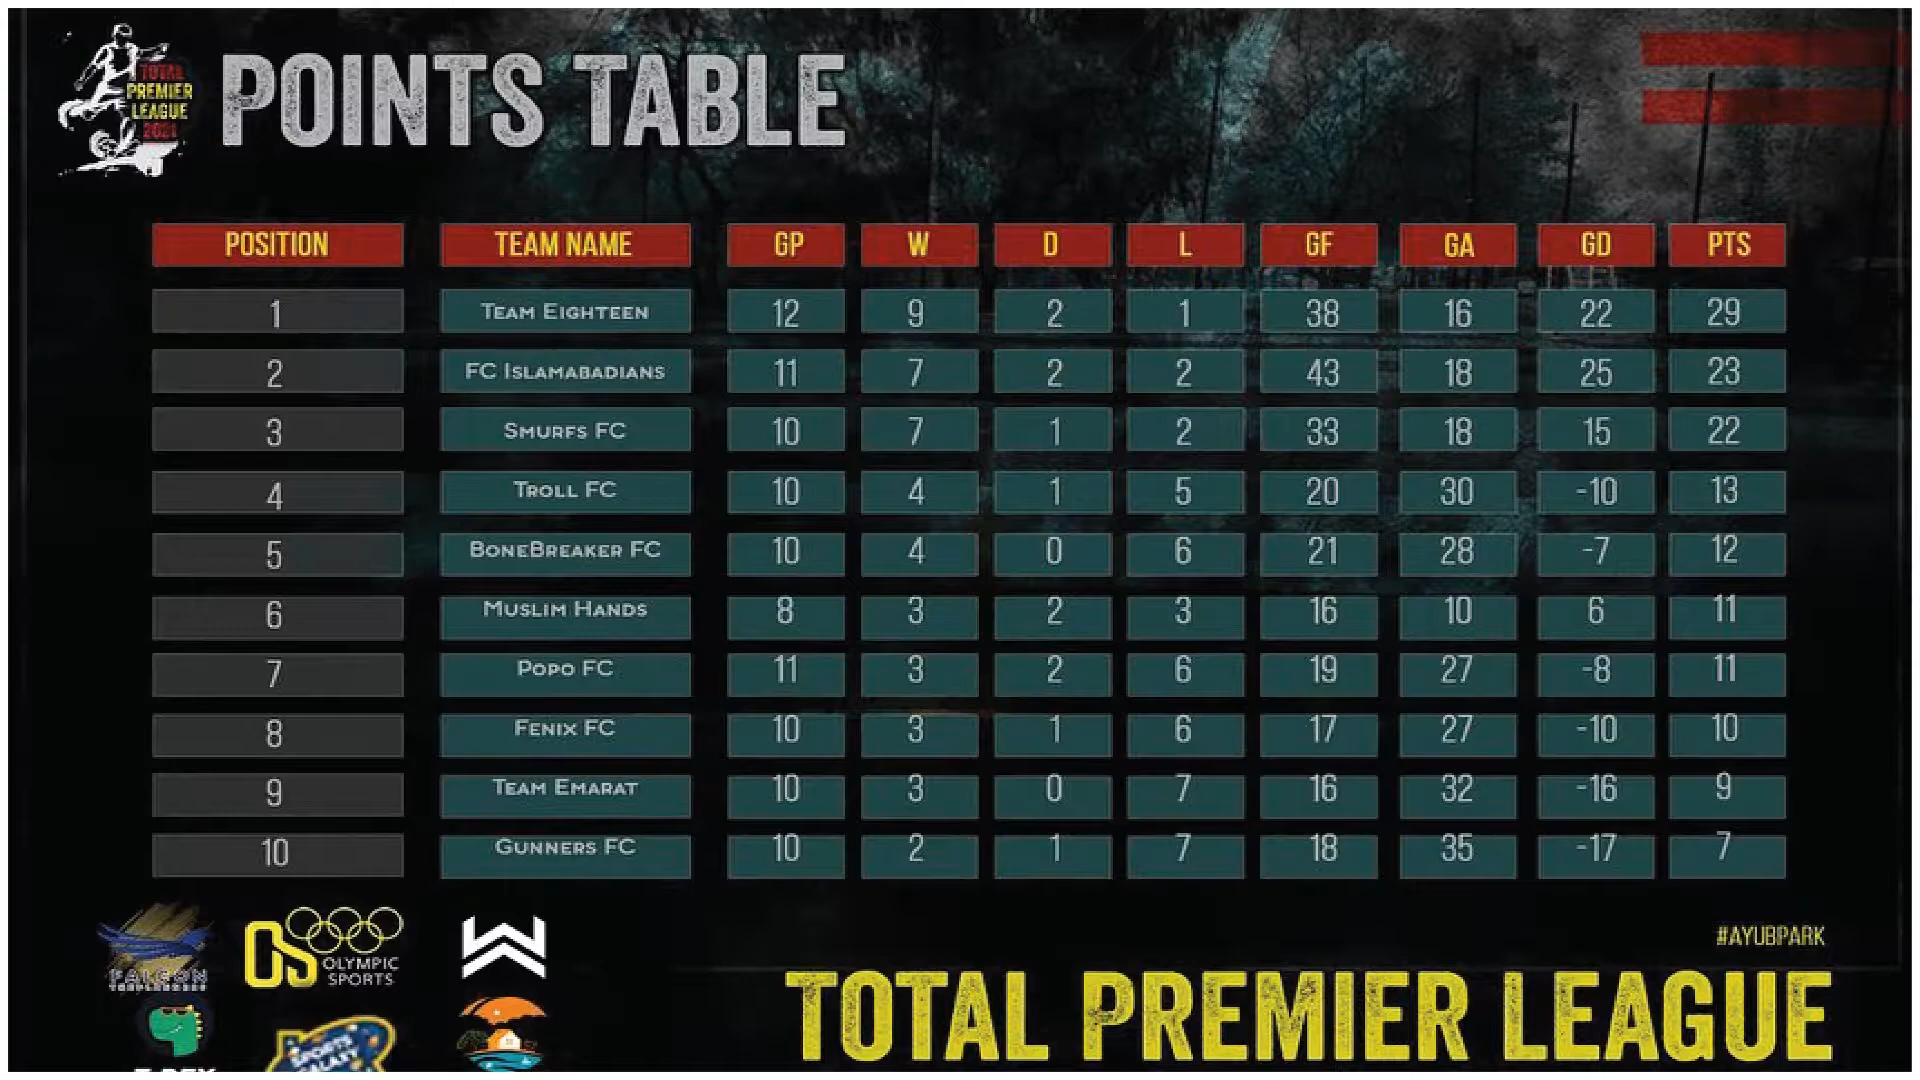 TOTAL
PREMIER
LEAGUE
2021
POINTS TABLE
POSITION TEAM NAME GP W D L GF GA GD PTS
1 TEAM EIGHTEEN 12 9 2 1 38 16 22 29
2 FC ISLAMABADIANS 11 7 2 2 43 18 25 23
3 SMURFS FC 10 7 1 2 33 18 15 22
4 TROLL FC 10 4 1 5 20 30 -10 13
5 BONEBREAKER FC 10 4 0 6 21 28 -7 12
6 MUSLIM HANDS 8 3 2 3 16 10 6 11
7 POPO FC 11 3 2 6 19 27 -8 11
8 FENIX FC 10 3 1 6 17 27 -10 10
9 TEAM EMARAT 10 3 0 7 16 32 -16 9
10 GUNNERS FC 10 2 1 7 18 35 -17 7
FALCON
OS
OLYMPIC
SPORTS
#AYUBPARK
TOTAL PREMIER LEAGUE
SPORTS
GALAXY
T-REX